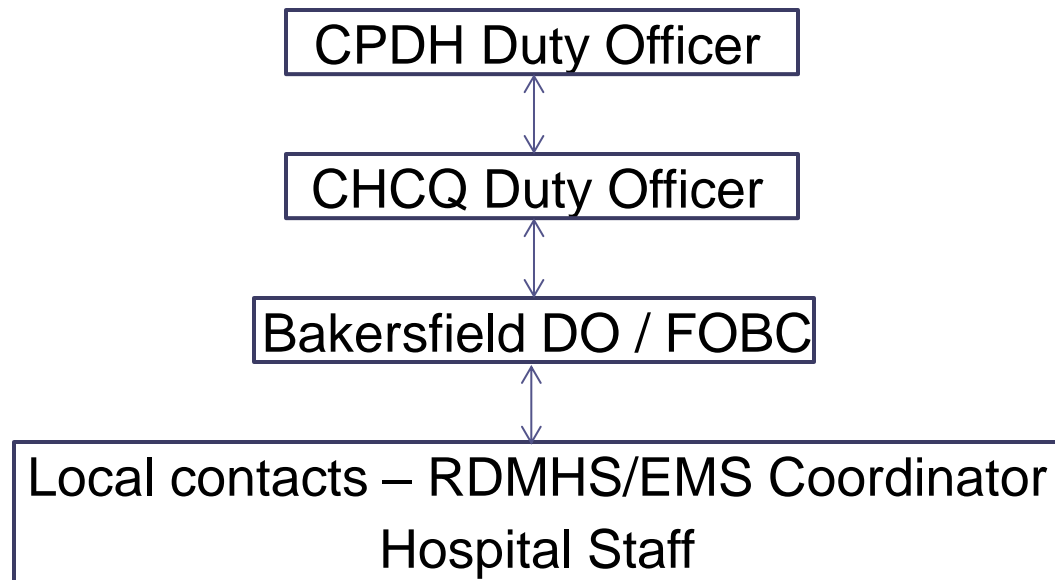 CPDH Duty Officer
CHCQ Duty Officer
Bakersfield DO / FOBC
Local contacts – RDMHS/EMS Coordinator
Hospital Staff